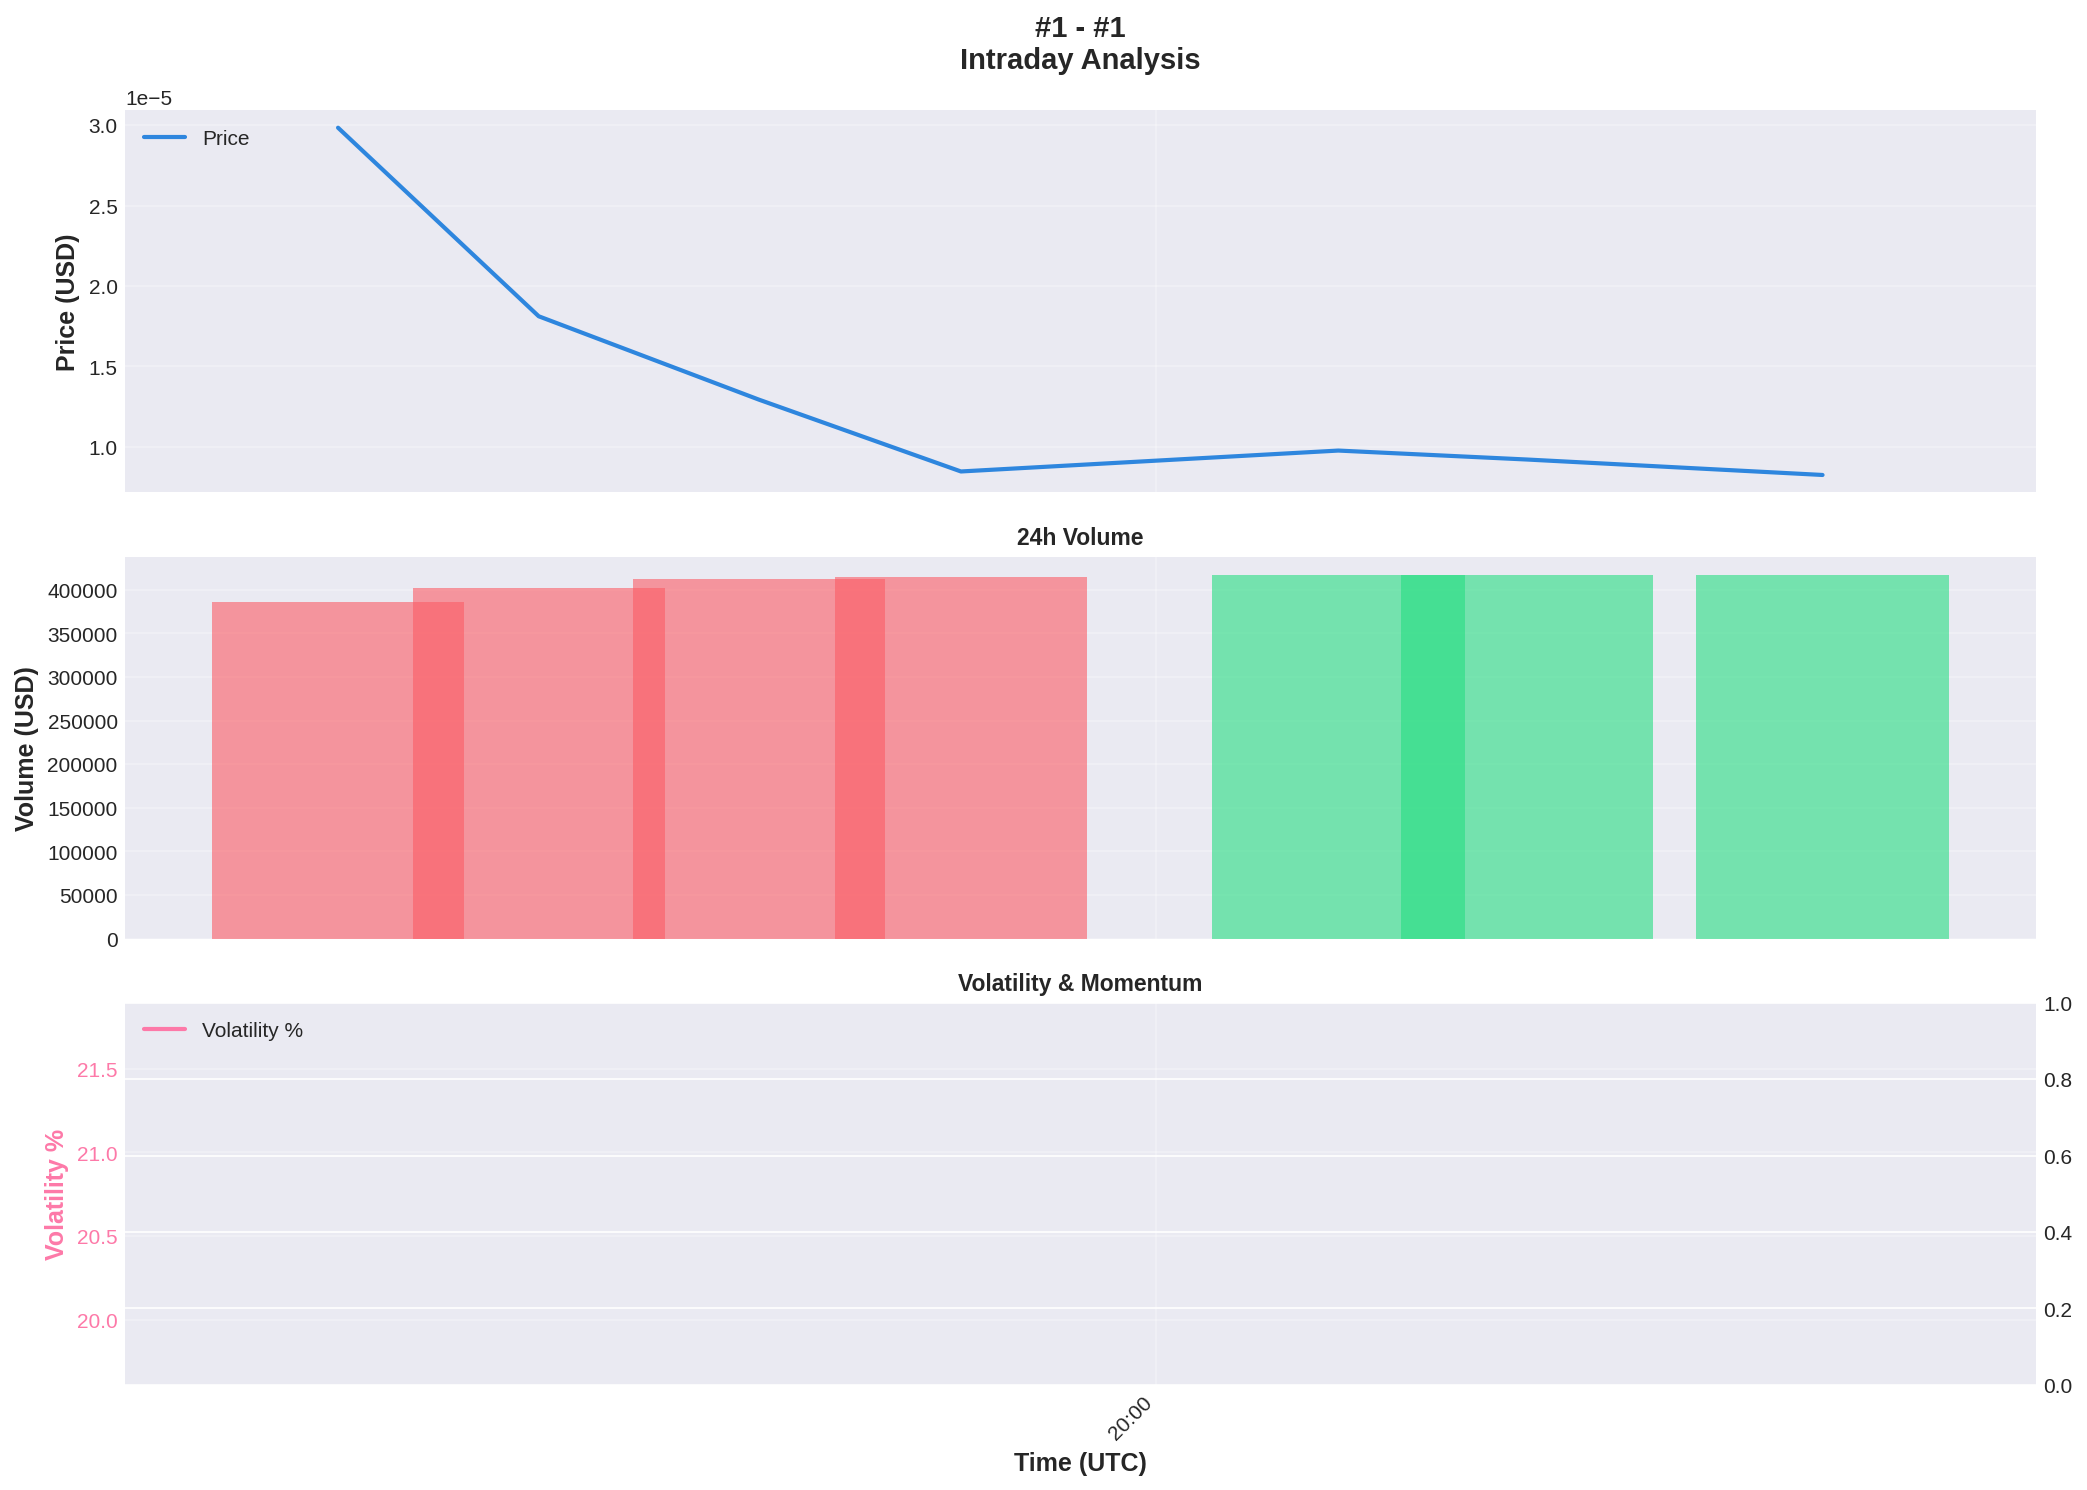 #1 - #1
Intraday Analysis
1e−5
Price
3.0
2.5
2.0
1.5
1.0
Price (USD)
24h Volume
400000
350000
300000
250000
200000
150000
100000
50000
0
Volume (USD)
Volatility & Momentum
Volatility %
21.5
21.0
20.5
20.0
Volatility %
1.0
0.8
0.6
0.4
0.2
0.0
20:00
Time (UTC)